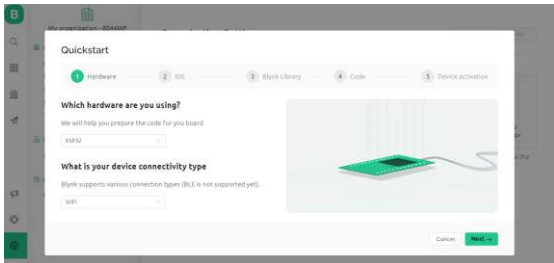 B
My organization - 8044WP
Quickstart
1 Hardware
2 IDE
3 Blynk Library
4 Code
5 Device activation
Which hardware are you using?
We will help you prepare the code for you board
ESP32
What is your device connectivity type
Blynk supports various connection types (BLE is not supported yet).
WiFi
Cancel
Next →